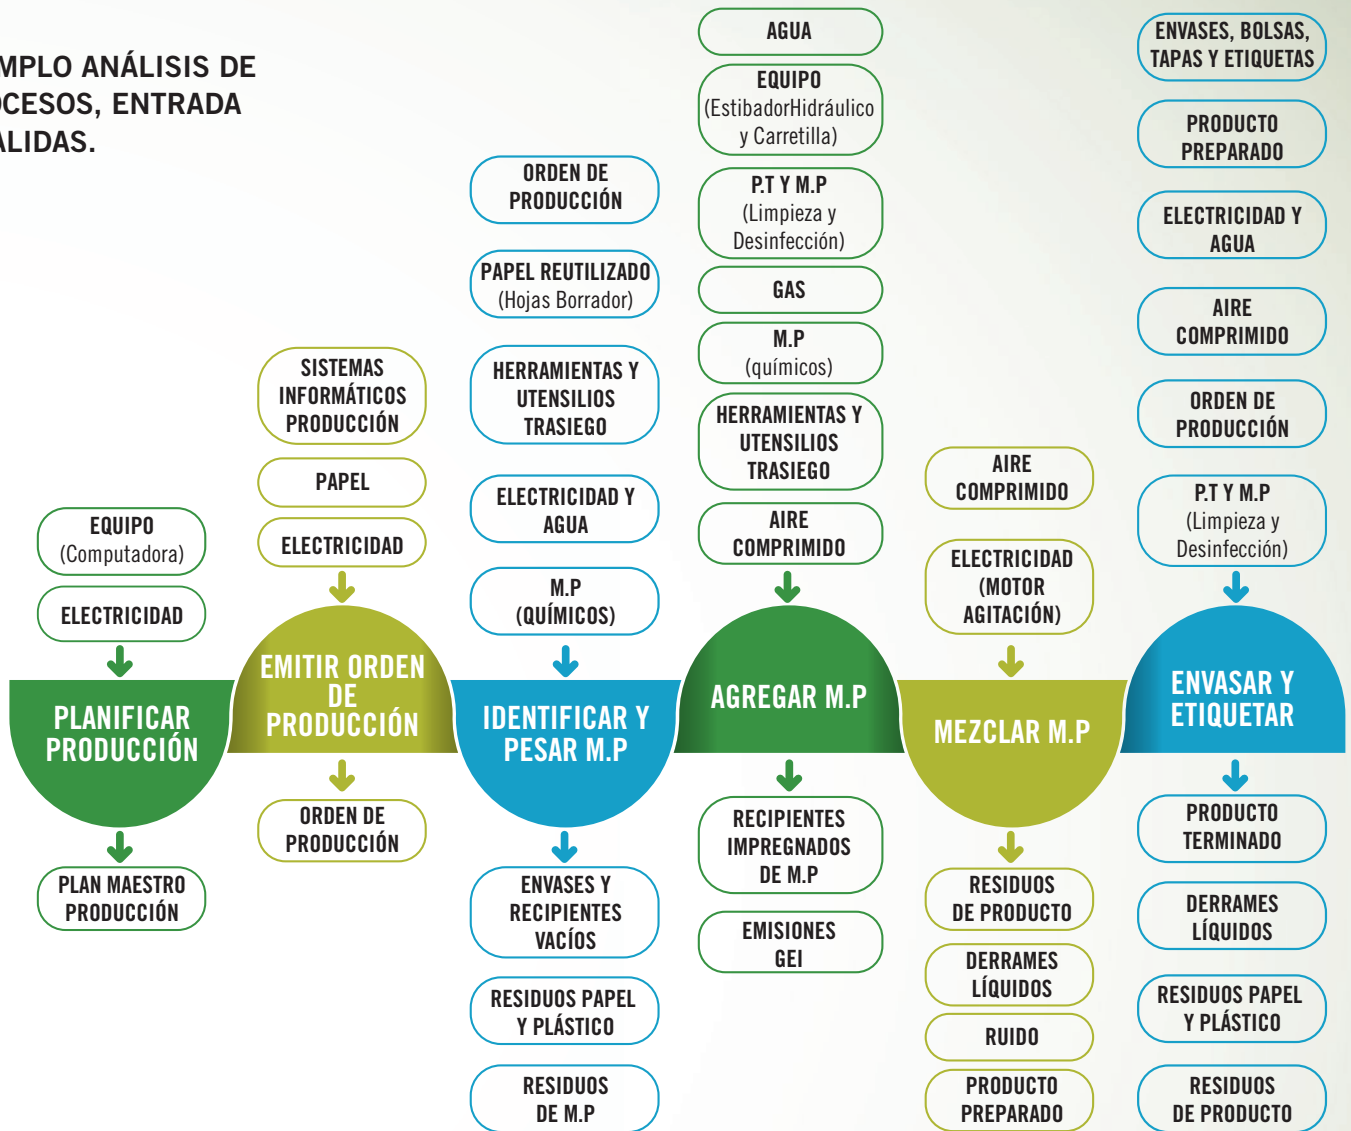 MPLO ANÁLISIS DE
OCESOS, ENTRADA
ALIDAS.
EQUIPO
(Computadora)
ELECTRICIDAD
PLANIFICAR
PRODUCCIÓN
PLAN MAESTRO
PRODUCCIÓN
SISTEMAS
INFORMÁTICOS
PRODUCCIÓN
PAPEL
ELECTRICIDAD
EMITIR ORDEN
DE
PRODUCCIÓN
ORDEN DE
PRODUCCIÓN
ORDEN DE
PRODUCCIÓN
PAPEL REUTILIZADO
(Hojas Borrador)
HERRAMIENTAS Y
UTENSILIOS
TRASIEGO
ELECTRICIDAD Y
AGUA
M.P
(QUÍMICOS)
IDENTIFICAR Y
PESAR M.P
ENVASES Y
RECIPIENTES
VACÍOS
RESIDUOS PAPEL
Y PLÁSTICO
RESIDUOS
DE M.P
AGUA
EQUIPO
(EstibadorHidráulico
y Carretilla)
P.T Y M.P
(Limpieza y
Desinfección)
GAS
M.P
(químicos)
HERRAMIENTAS Y
UTENSILIOS
TRASIEGO
AIRE
COMPRIMIDO
AGREGAR M.P
RECIPIENTES
IMPREGNADOS
DE M.P
EMISIONES
GEI
AIRE
COMPRIMIDO
ELECTRICIDAD
(MOTOR
AGITACIÓN)
MEZCLAR M.P
RESIDUOS
DE PRODUCTO
DERRAMES
LÍQUIDOS
RUIDO
PRODUCTO
PREPARADO
ENVASES, BOLSAS,
TAPAS Y ETIQUETAS
PRODUCTO
PREPARADO
ELECTRICIDAD Y
AGUA
AIRE
COMPRIMIDO
ORDEN DE
PRODUCCIÓN
P.T Y M.P
(Limpieza y
Desinfección)
ENVASAR Y
ETIQUETAR
PRODUCTO
TERMINADO
DERRAMES
LÍQUIDOS
RESIDUOS PAPEL
Y PLÁSTICO
RESIDUOS
DE PRODUCTO